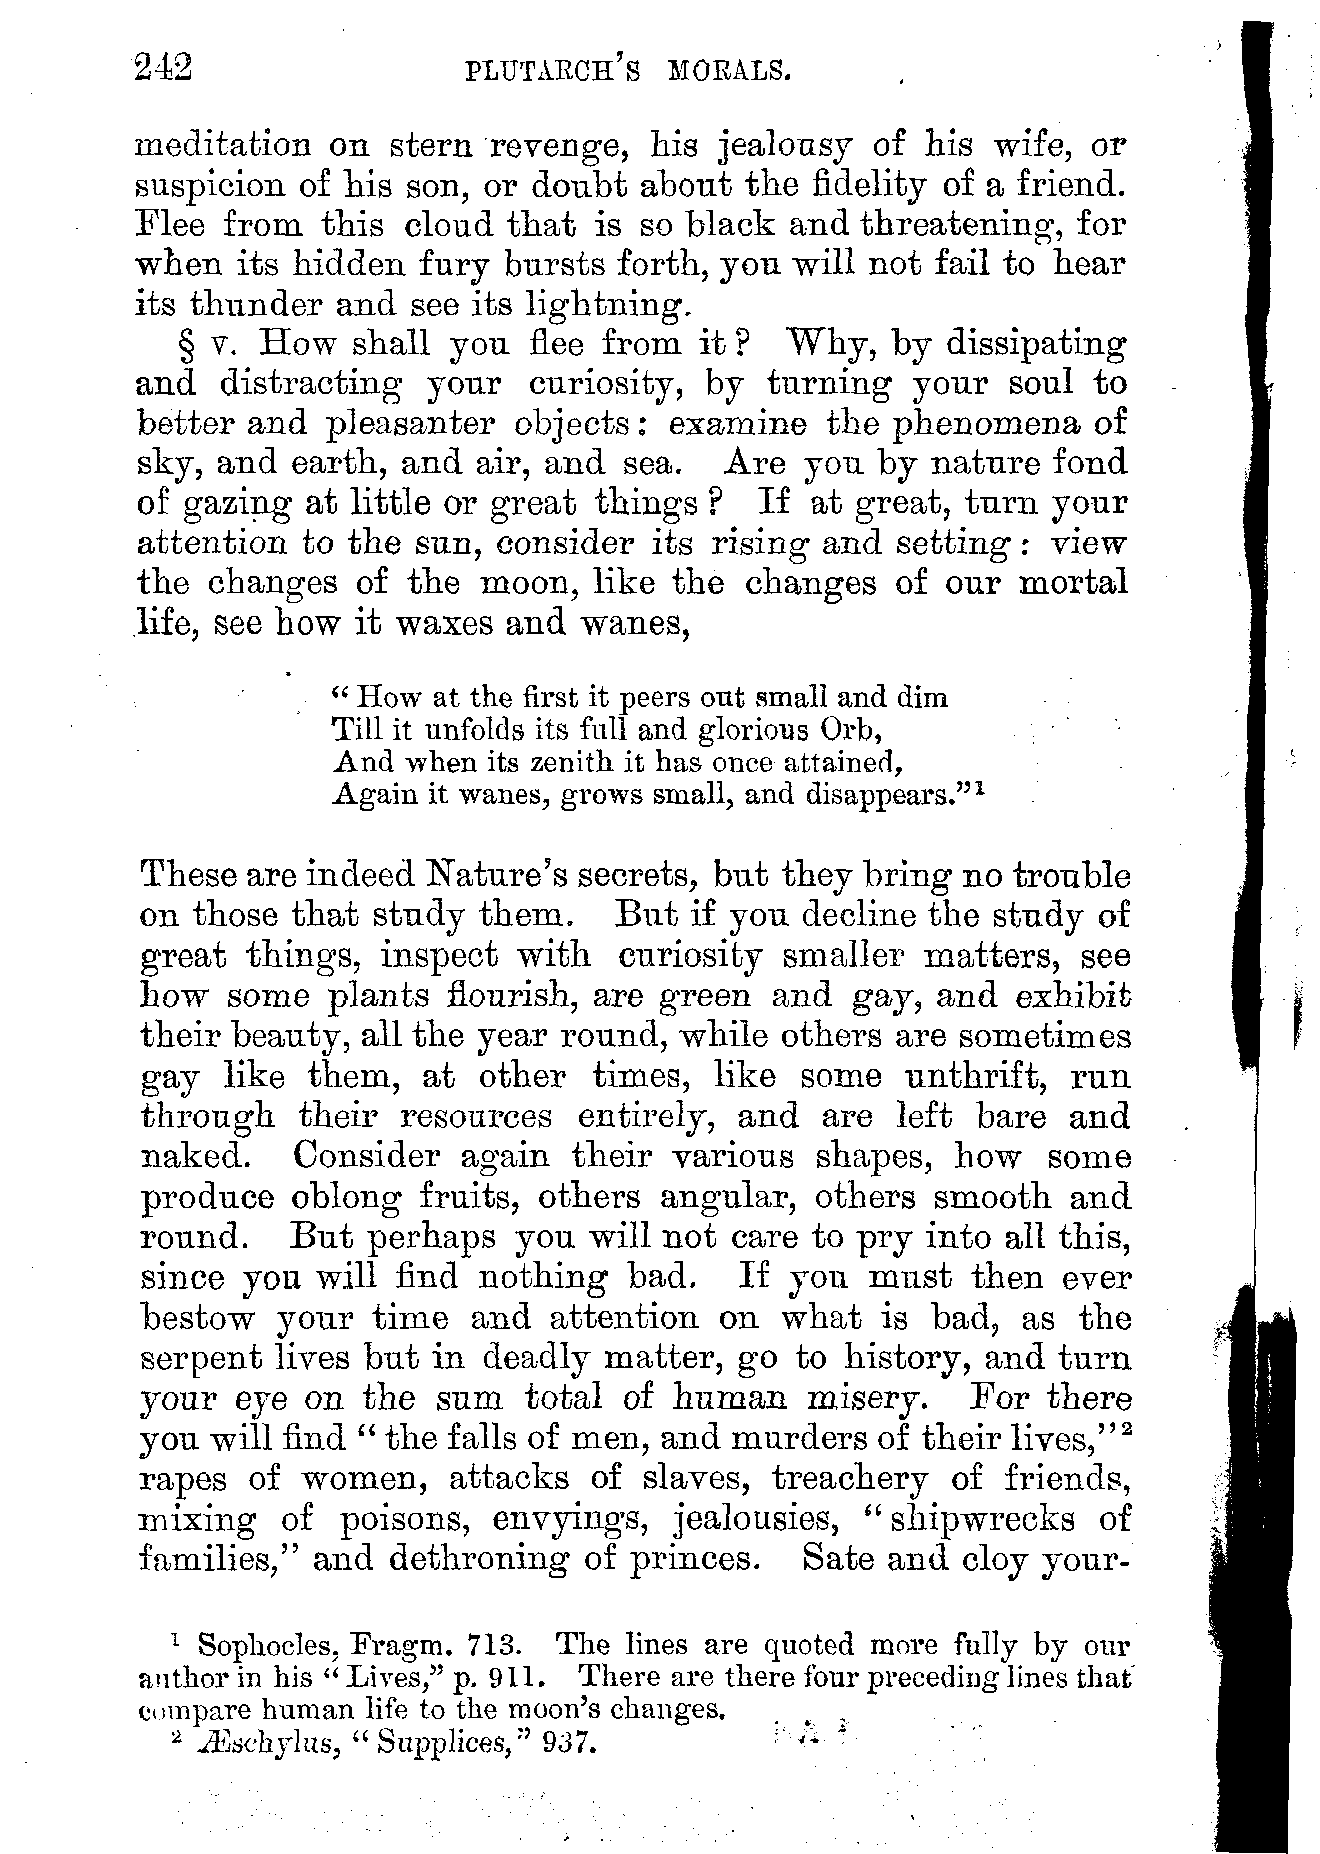 242 PLUTARCH'S MORALS.
meditation on stern revenge, his jealousy of his wife, or
suspicion of his son, or doubt about the fidelity of a friend.
Flee from this cloud that is so black and threatening, for
when its hidden fury bursts forth, you will not fail to hear
its thunder and see its lightning.
§ v. How shall you flee from it? Why, by dissipating
and distracting your curiosity, by turning your soul to
better and pleasanter objects: examine the phenomena of
sky, and earth, and air, and sea. Are you by nature fond
of gazing at little or great things? If at great, turn your
attention to the sun, consider its rising and setting: view
the changes of the moon, like the changes of our mortal
life, see how it waxes and wanes,
"How at the first it peers out small and dim
Till it unfolds its full and glorious Orb,
And when its zenith it has once attained,
Again it wanes, grows small, and disappears."¹
These are indeed Nature's secrets, but they bring no trouble
on those that study them. But if you decline the study of
great things, inspect with curiosity smaller matters, see
how some plants flourish, are green and gay, and exhibit
their beauty, all the year round, while others are sometimes
gay like them, at other times, like some unthrift, run
through their resources entirely, and are left bare and
naked. Consider again their various shapes, how some
produce oblong fruits, others angular, others smooth and
round. But perhaps you will not care to pry into all this,
since you will find nothing bad. If you must then ever
bestow your time and attention on what is bad, as the
serpent lives but in deadly matter, go to history, and turn
your eye on the sum total of human misery. For there
you will find "the falls of men, and murders of their lives,"²
rapes of women, attacks of slaves, treachery of friends,
mixing of poisons, envyings, jealousies, "shipwrecks of
families," and dethroning of princes. Sate and cloy your-
¹ Sophocles, Fragm. 713. The lines are quoted more fully by our
author in his "Lives," p. 911. There are there four preceding lines that
compare human life to the moon's changes.
² Æschylus, "Supplices," 937.